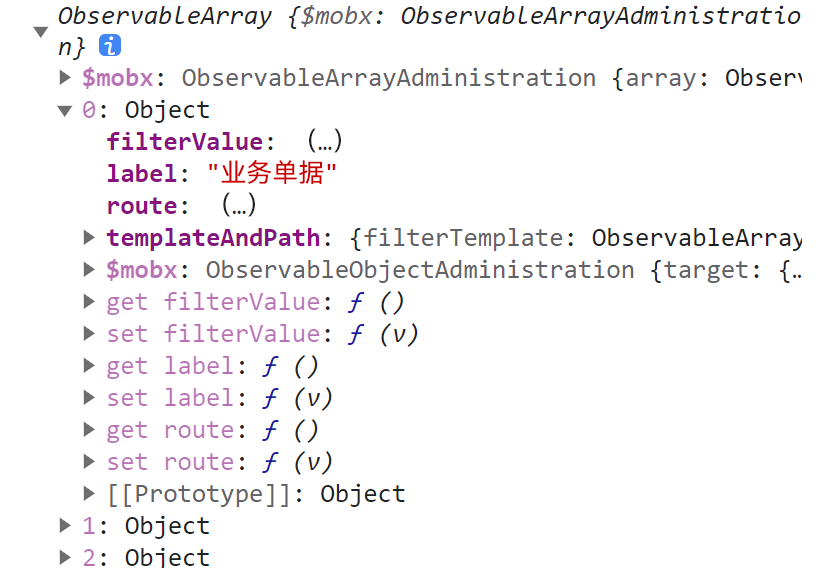 ObservableArray {$mobx: ObservableArrayAdministratio
n} i
$mobx: ObservableArrayAdministration {array: Observ
0: Object
filterValue: (…)
label: "业务单据"
route: (…)
templateAndPath: {filterTemplate: ObservableArray
$mobx: ObservableObjectAdministration {target: {…
get filterValue: ƒ ()
set filterValue: ƒ (v)
get label: ƒ ()
set label: ƒ (v)
get route: ƒ ()
set route: ƒ (v)
[[Prototype]]: Object
1: Object
2: Object